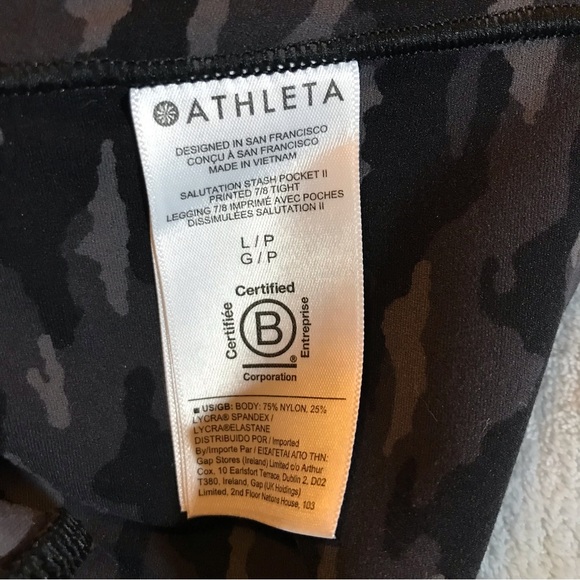 ATHLETA
DESIGNED IN SAN FRANCISCO
CONÇU À SAN FRANCISCO
MADE IN VIETNAM
SALUTATION STASH POCKET II
PRINTED 7/8 TIGHT
LEGGING 7/8 IMPRIMÉ AVEC POCHES
DISSIMULÉES SALUTATION II
L / P
G / P
Certified
Certifiée
B
®
Entreprise
Corporation
■ US/GB: BODY: 75% NYLON, 25%
LYCRA® SPANDEX /
LYCRA®ELASTANE
DISTRIBUIDO POR / Imported
By/Importe Par / ΕΙΣΑΓΕΤΑΙ ΑΠΟ ΤΗΝ:
Gap Stores (Ireland) Limited c/o Arthur
Cox, 10 Earlsfort Terrace, Dublin 2, D02
T380, Ireland, Gap (UK Holdings)
Limited, 2nd Floor Nations House, 103